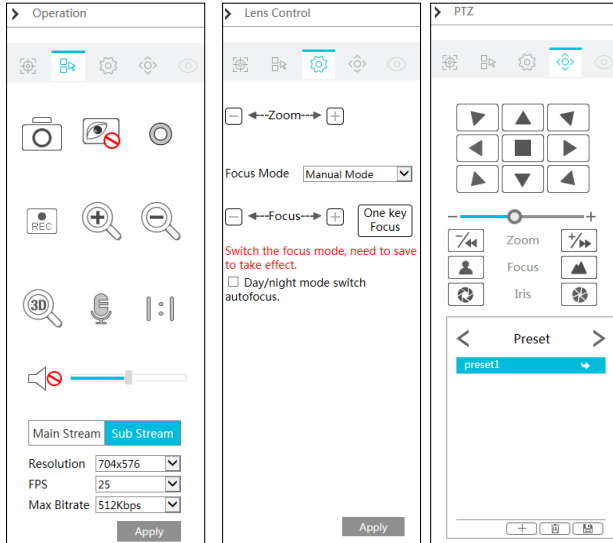 Operation
REC
3D
1:1
Main Stream Sub Stream
Resolution 704x576
FPS 25
Max Bitrate 512Kbps
Apply
Lens Control
Zoom
Focus Mode Manual Mode
Focus One key
Focus
Switch the focus mode, need to save
to take effect.
Day/night mode switch
autofocus.
Apply
PTZ
Zoom
Focus
Iris
Preset
preset1